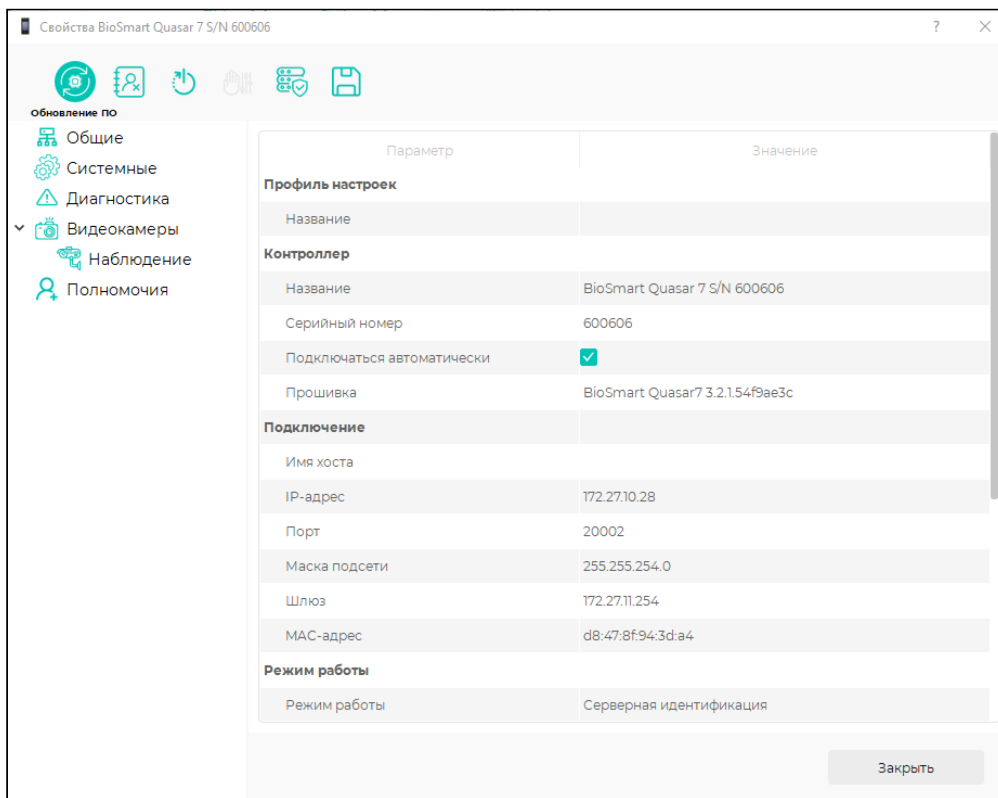 Свойства BioSmart Quasar 7 S/N 600606
?
Обновление ПО
Общие
Системные
Диагностика
Видеокамеры
Наблюдение
Полномочия
Параметр Значение
Профиль настроек
Название
Контроллер
Название BioSmart Quasar 7 S/N 600606
Серийный номер 600606
Подключаться автоматически
Прошивка BioSmart Quasar7 3.2.1.54f9ae3c
Подключение
Имя хоста
IP-адрес 172.27.10.28
Порт 20002
Маска подсети 255.255.254.0
Шлюз 172.27.11.254
MAC-адрес d8:47:8f:94:3d:a4
Режим работы
Режим работы Серверная идентификация
Закрыть